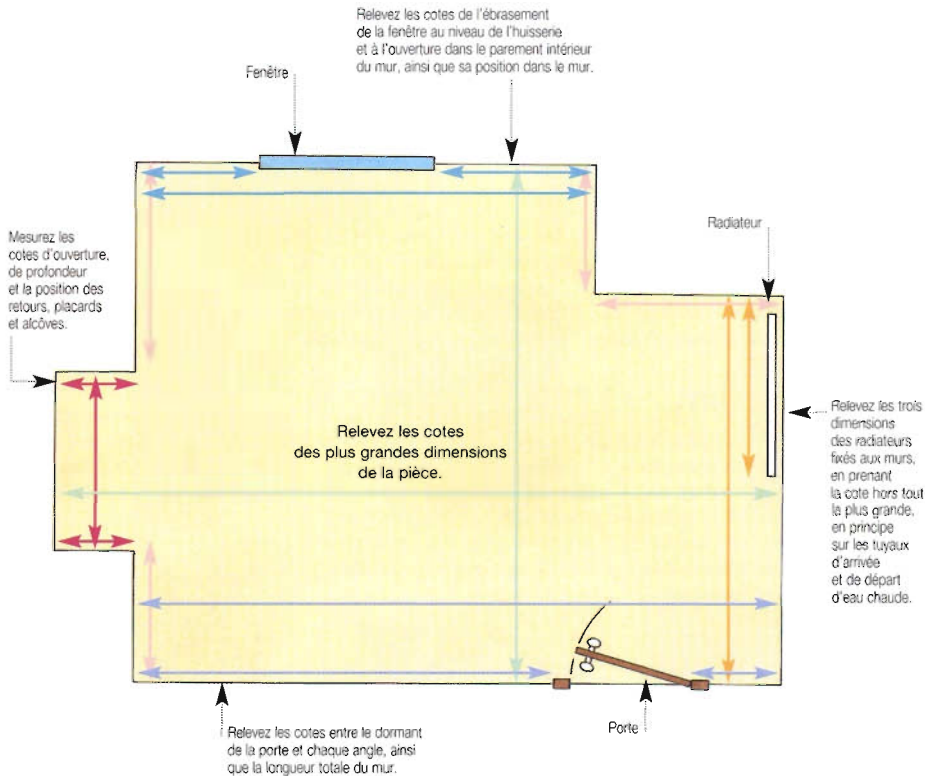 Relevez les cotes de l'ébrasement
de la fenêtre au niveau de l'huisserie
et à l'ouverture dans le parement intérieur
du mur, ainsi que sa position dans le mur.
Fenêtre
Radiateur
Mesurez les
cotes d'ouverture,
de profondeur
et la position des
retours, placards
et alcôves.
Relevez les cotes
des plus grandes dimensions
de la pièce.
Relevez les trois
dimensions
des radiateurs
fixés aux murs,
en prenant
la cote hors tout
la plus grande,
en principe
sur les tuyaux
d'arrivée
et de départ
d'eau chaude.
Relevez les cotes entre le dormant
de la porte et chaque angle, ainsi
que la longueur totale du mur.
Porte